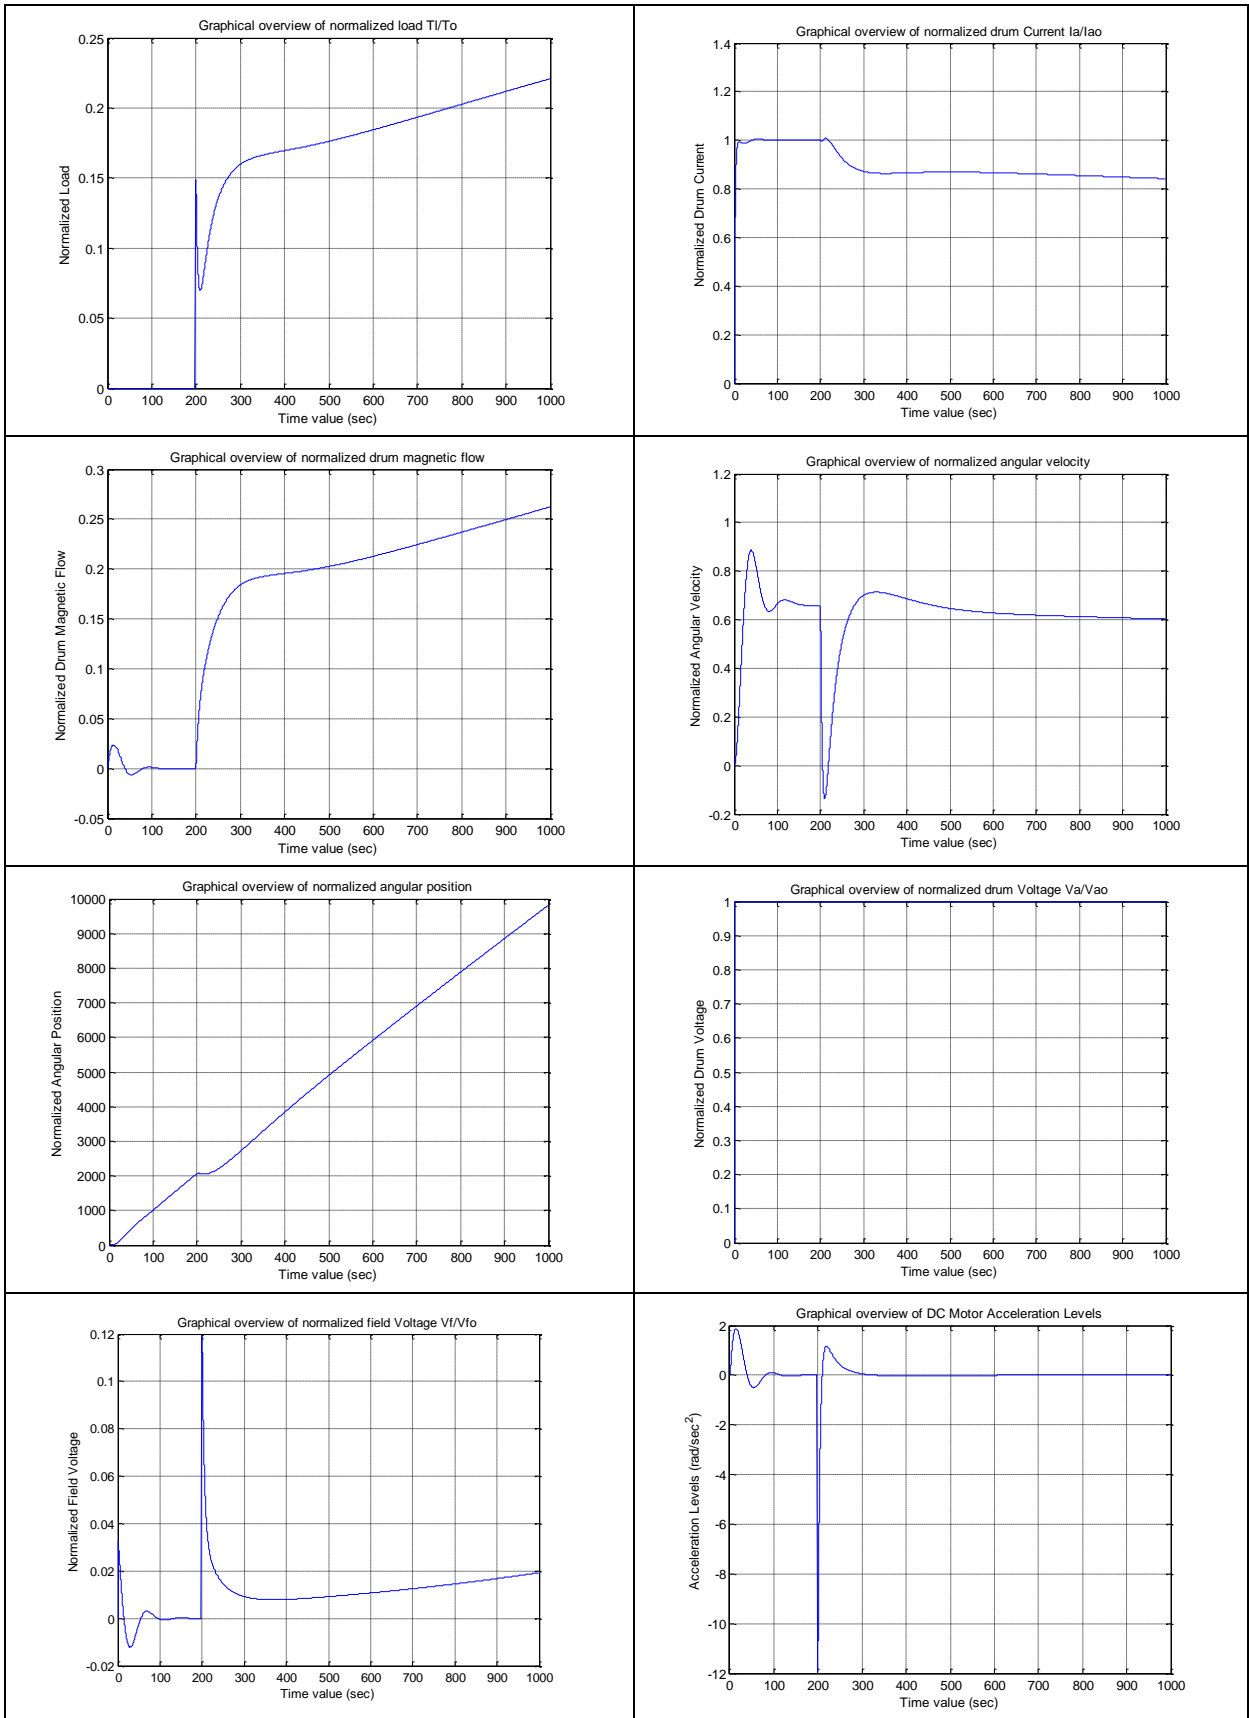 Graphical overview of normalized load Tl/To
0.25
0.2
0.15
0.1
0.05
0
Normalized Load
0 100 200 300 400 500 600 700 800 900 1000
Time value (sec)
Graphical overview of normalized drum Current Ia/Iao
1.4
1.2
1
0.8
0.6
0.4
0.2
0
Normalized Drum Current
0 100 200 300 400 500 600 700 800 900 1000
Time value (sec)
Graphical overview of normalized drum magnetic flow
0.3
0.25
0.2
0.15
0.1
0.05
0
-0.05
Normalized Drum Magnetic Flow
0 100 200 300 400 500 600 700 800 900 1000
Time value (sec)
Graphical overview of normalized angular velocity
1.2
1
0.8
0.6
0.4
0.2
0
-0.2
Normalized Angular Velocity
0 100 200 300 400 500 600 700 800 900 1000
Time value (sec)
Graphical overview of normalized angular position
10000
9000
8000
7000
6000
5000
4000
3000
2000
1000
0
Normalized Angular Position
0 100 200 300 400 500 600 700 800 900 1000
Time value (sec)
Graphical overview of normalized drum Voltage Va/Vao
1
0.9
0.8
0.7
0.6
0.5
0.4
0.3
0.2
0.1
0
Normalized Drum Voltage
0 100 200 300 400 500 600 700 800 900 1000
Time value (sec)
Graphical overview of normalized field Voltage Vf/Vfo
0.12
0.1
0.08
0.06
0.04
0.02
0
-0.02
Normalized Field Voltage
0 100 200 300 400 500 600 700 800 900 1000
Time value (sec)
Graphical overview of DC Motor Acceleration Levels
2
0
-2
-4
-6
-8
-10
-12
Acceleration Levels (rad/sec²)
0 100 200 300 400 500 600 700 800 900 1000
Time value (sec)